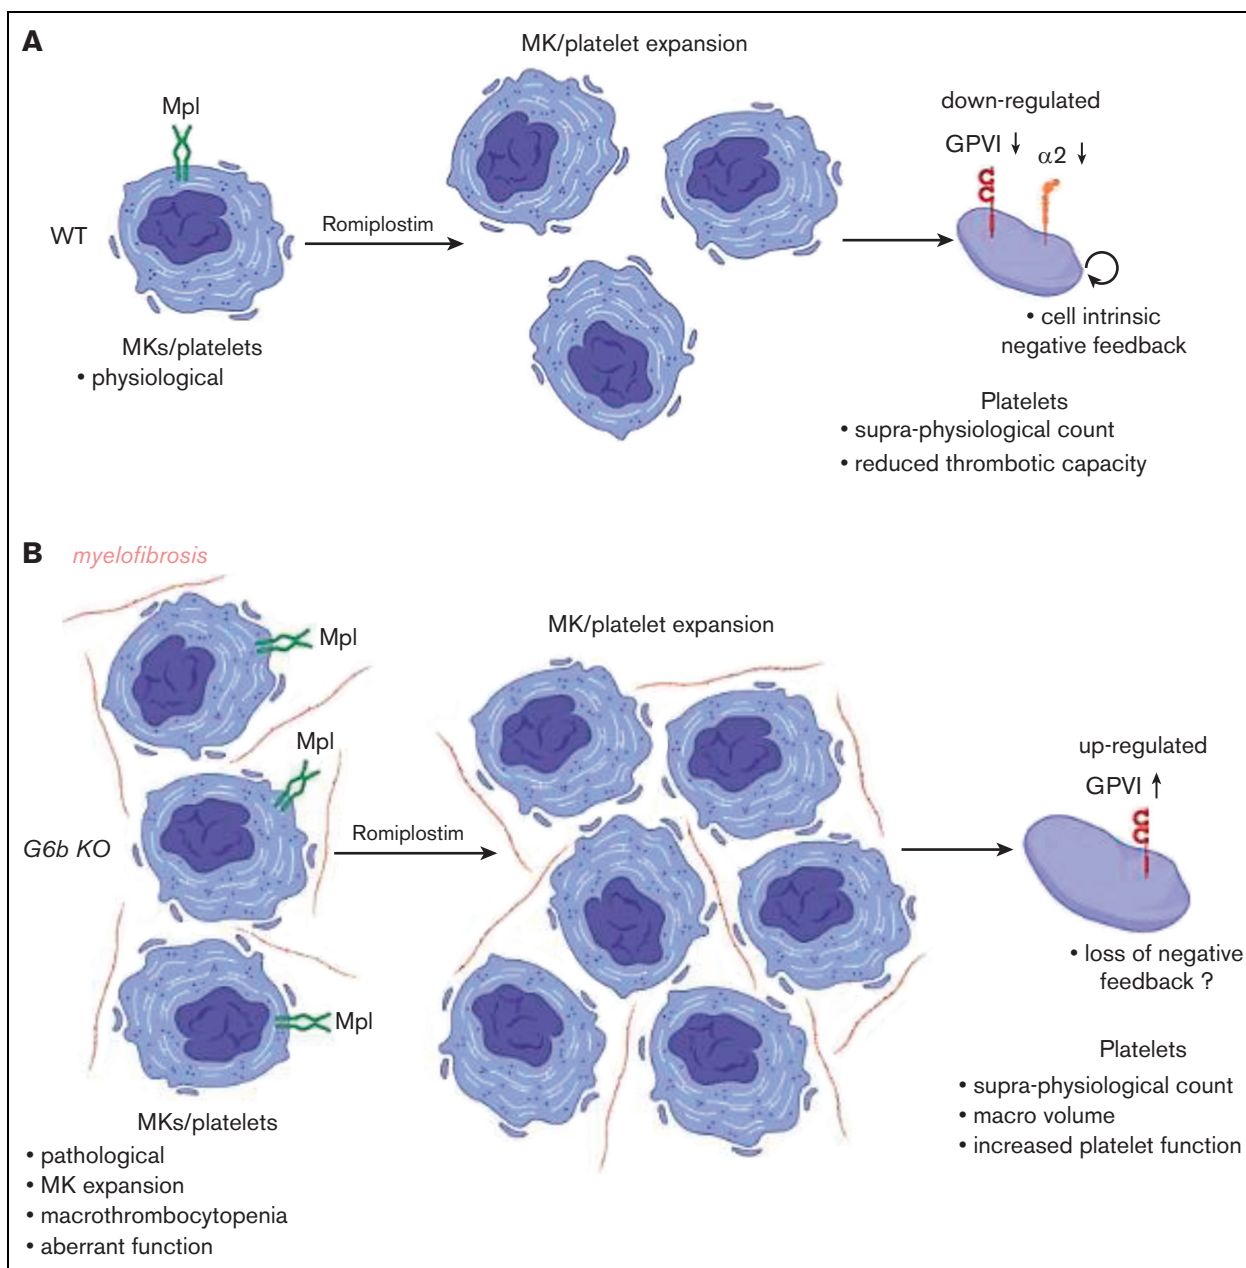 A
MK/platelet expansion
Mpl
down-regulated
GPVI ↓
α2 ↓
WT
Romiplostim
• cell intrinsic
negative feedback
MKs/platelets
• physiological
Platelets
• supra-physiological count
• reduced thrombotic capacity
B
myelofibrosis
MK/platelet expansion
Mpl
Mpl
up-regulated
GPVI ↑
G6b KO
Romiplostim
• loss of negative
feedback ?
Mpl
Platelets
• supra-physiological count
• macro volume
• increased platelet function
MKs/platelets
• pathological
• MK expansion
• macrothrombocytopenia
• aberrant function